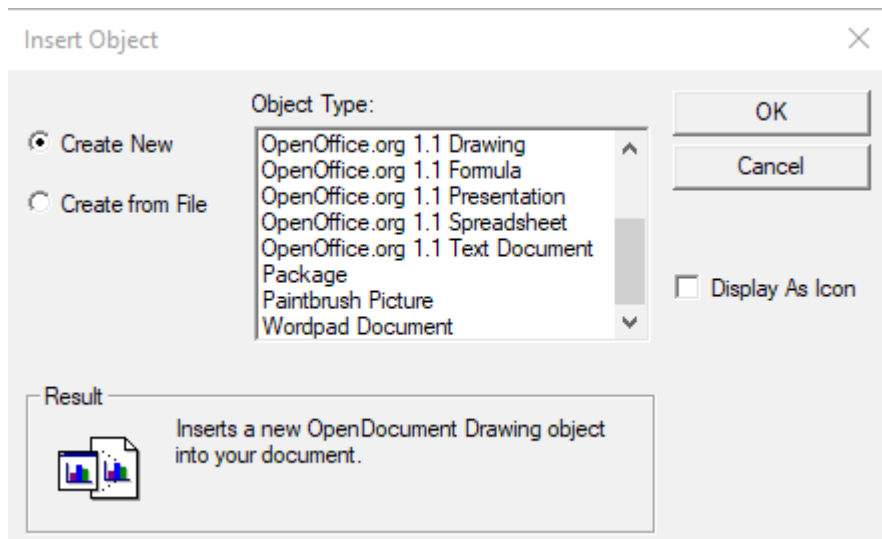 Insert Object
Object Type:
Create New
Create from File
OpenOffice.org 1.1 Drawing
OpenOffice.org 1.1 Formula
OpenOffice.org 1.1 Presentation
OpenOffice.org 1.1 Spreadsheet
OpenOffice.org 1.1 Text Document
Package
Paintbrush Picture
Wordpad Document
OK
Cancel
Display As Icon
Result
Inserts a new OpenDocument Drawing object
into your document.